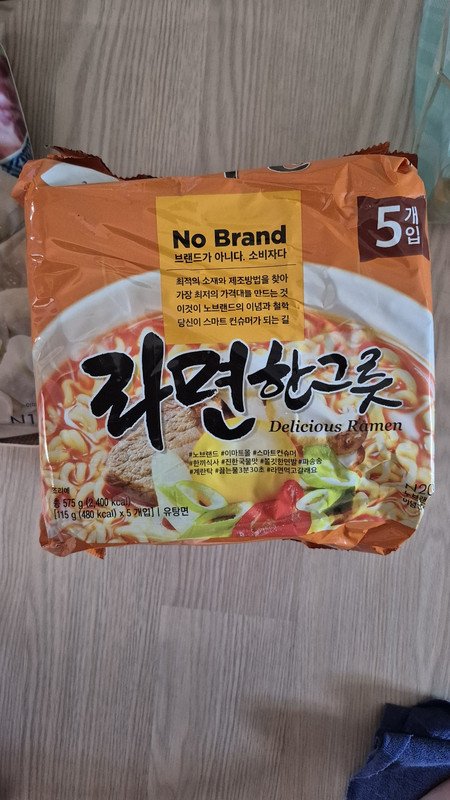 No Brand
브랜드가 아니다. 소비자다
최적의 소재와 제조방법을 찾아
가장 최저의 가격대를 만드는 것
이것이 노브랜드의 이념과 철학
당신이 스마트 컨슈머가 되는 길
5개입
라면한그릇
Delicious Ramen
#노브랜드 #이마트몰 #스마트컨슈머
#한끼식사 #진한국물맛 #쫄깃한면발 #파송송
#계란탁 #끓는물3분30초 #라면먹고갈래요
조리예
총 575 g (2,400 kcal)
[115 g (480 kcal) x 5 개입] | 유탕면